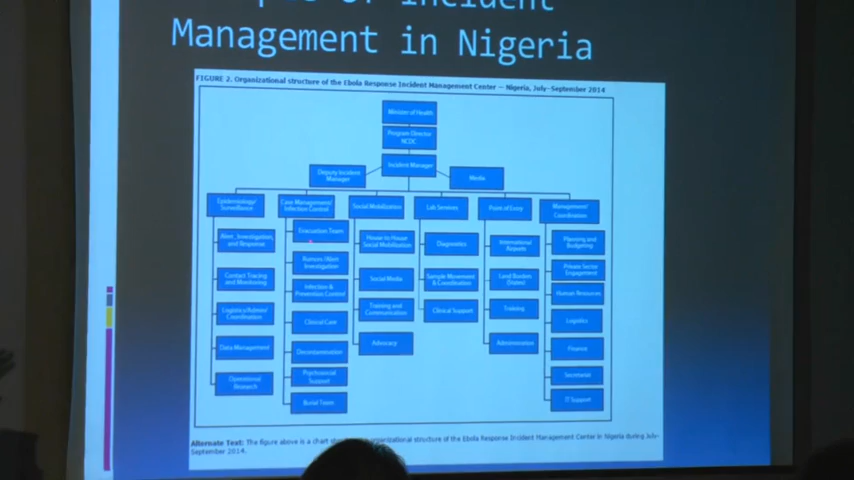 Incident
Management in Nigeria
FIGURE 2. Organizational structure of the Ebola Response Incident Management Center — Nigeria, July–September 2014
Minister of Health
Program Director
NCDC
Incident Manager
Deputy Incident
Manager
Media
Epidemiology/
Surveillance
Case Management/
Infection Control
Social Mobilization
Lab Services
Point of Entry
Management/
Coordination
Alert, Investigation,
and Response
Contact Tracing
and Monitoring
Logistics/Admin/
Coordination
Data Management
Operational
Research
Evacuation Team
Rumors/Alert
Investigation
Infection &
Prevention Control
Clinical Care
Decontamination
Psychosocial
Support
Burial Team
House to House
Social Mobilization
Social Media
Training and
Communication
Advocacy
Diagnostics
Sample Movement
& Coordination
Clinical Support
International
Airports
Land Borders
(States)
Training
Administration
Planning and
Budgeting
Private Sector
Engagement
Human Resources
Logistics
Finance
Secretariat
IT Support
Alternate Text: The figure above is a chart organizational structure of the Ebola Response Incident Management Center in Nigeria during July-
September 2014.